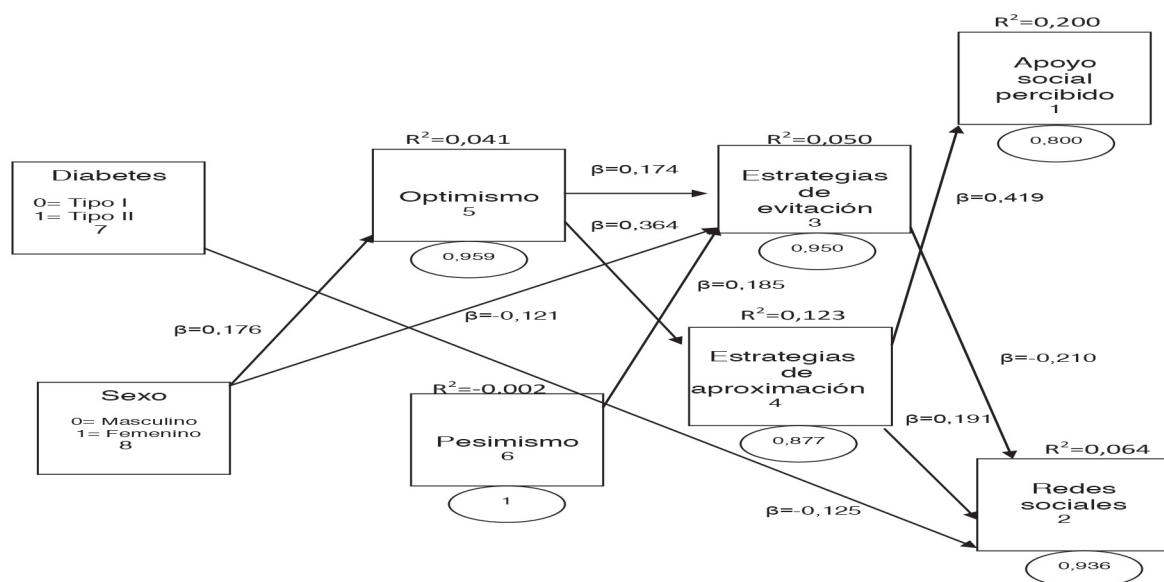 R²=0,200
Apoyo
social
percibido
1
0,800
R²=0,041
Optimismo
5
0,959
R²=0,050
Estrategias
de
evitación
3
0,950
Diabetes
0= Tipo I
1= Tipo II
7
β=0,174
β=0,364
β=0,419
β=0,185
β=0,176
β=-0,121
R²=0,123
Estrategias
de
aproximación
4
0,877
β=-0,210
Sexo
0= Masculino
1= Femenino
8
R²=-0,002
Pesimismo
6
1
β=0,191
R²=0,064
Redes
sociales
2
0,936
β=-0,125